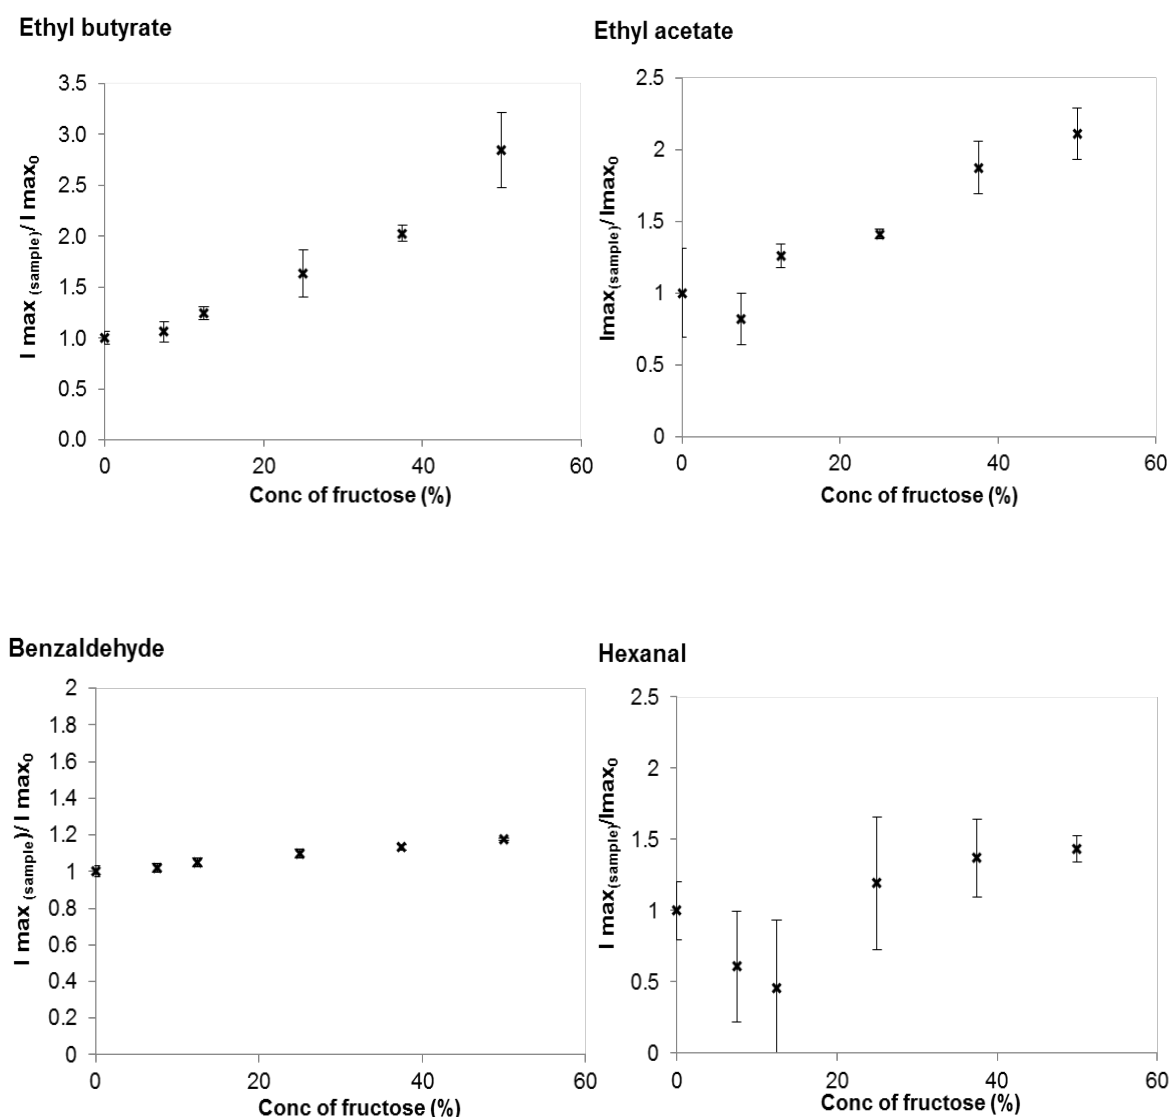 Ethyl butyrate
I max (sample)/ I max0
3.5
3.0
2.5
2.0
1.5
1.0
0.5
0.0
0 20 40 60
Conc of fructose (%)
Ethyl acetate
Imax(sample)/Imax0
2.5
2
1.5
1
0.5
0
0 20 40 60
Conc of fructose (%)
Benzaldehyde
I max (sample)/ I max0
2
1.8
1.6
1.4
1.2
1
0.8
0.6
0.4
0.2
0
0 20 40 60
Conc of fructose (%)
Hexanal
I max(sample)/Imax0
2.5
2
1.5
1
0.5
0
0 20 40 60
Conc of fructose (%)